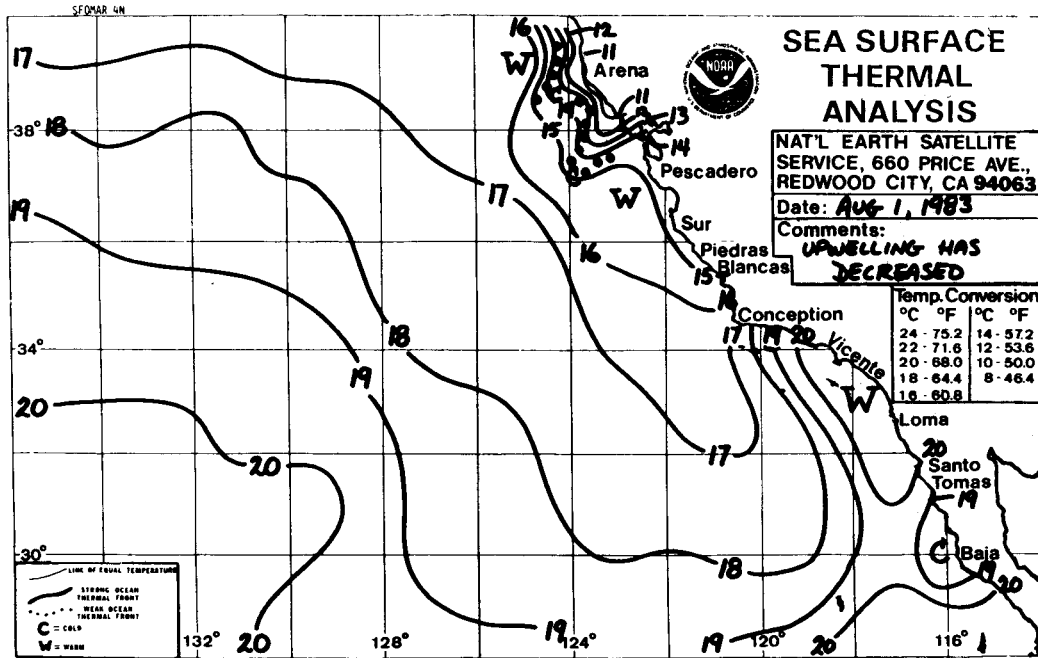 SFOMAR 4N
SEA SURFACE
THERMAL
ANALYSIS
NOAA
NAT'L EARTH SATELLITE
SERVICE, 660 PRICE AVE.,
REDWOOD CITY, CA 94063
Date: AUG 1, 1983
Comments:
UPWELLING HAS
DECREASED
Temp. Conversion
°C °F °C °F
24 - 75.2 14 - 57.2
22 - 71.6 12 - 53.6
20 - 68.0 10 - 50.0
18 - 64.4 8 - 46.4
16 - 60.8
16
12
11
17
W
Arena
11
13
14
15
38°
18
Pescadero
17
W
19
Sur
16
Piedras
Blancas
15
Conception
18
17 19 20
34°
Vicente
19
W
20
Loma
17
20
20
Santo
Tomas
19
30°
C
Baja
18
19
20
LINE OF EQUAL TEMPERATURE
STRONG OCEAN
THERMAL FRONT
WEAK OCEAN
THERMAL FRONT
C = COLD
W = WARM
20
19
19
20
132°
128°
124°
120°
116°